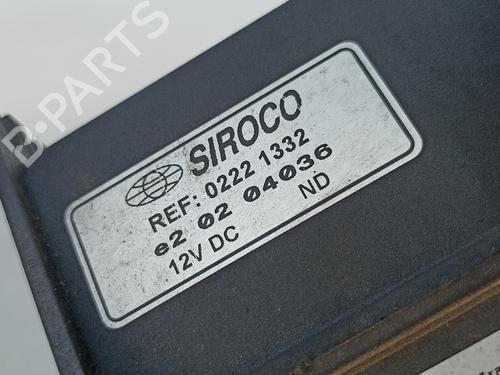 B-PARTS
SIROCO
REF: 0222 1332
e2 02 04036
12V DC ND